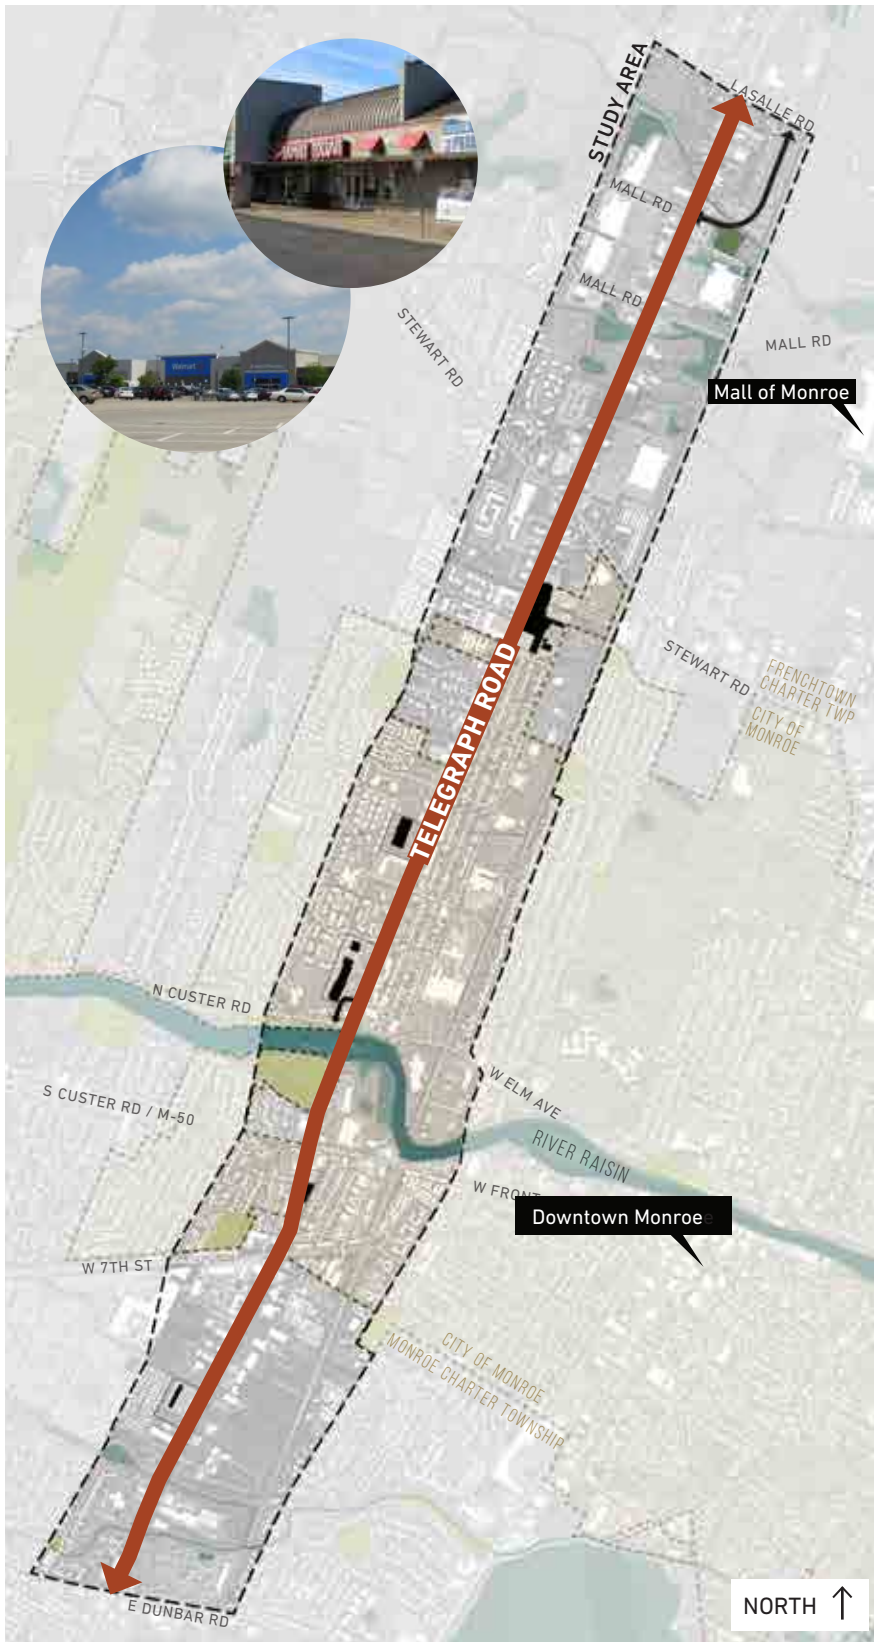 STUDY AREA
LASALLE RD
MALL RD
MALL RD
STEWART RD
MALL RD
Mall of Monroe
Walmart
TELEGRAPH ROAD
STEWART RD
FRENCHTOWN
CHARTER TWP
CITY OF
MONROE
N CUSTER RD
S CUSTER RD / M-50
W ELM AVE
RIVER RAISIN
W FRONT
Downtown Monroe
W 7TH ST
CITY OF MONROE
MONROE CHARTER TOWNSHIP
E DUNBAR RD
NORTH